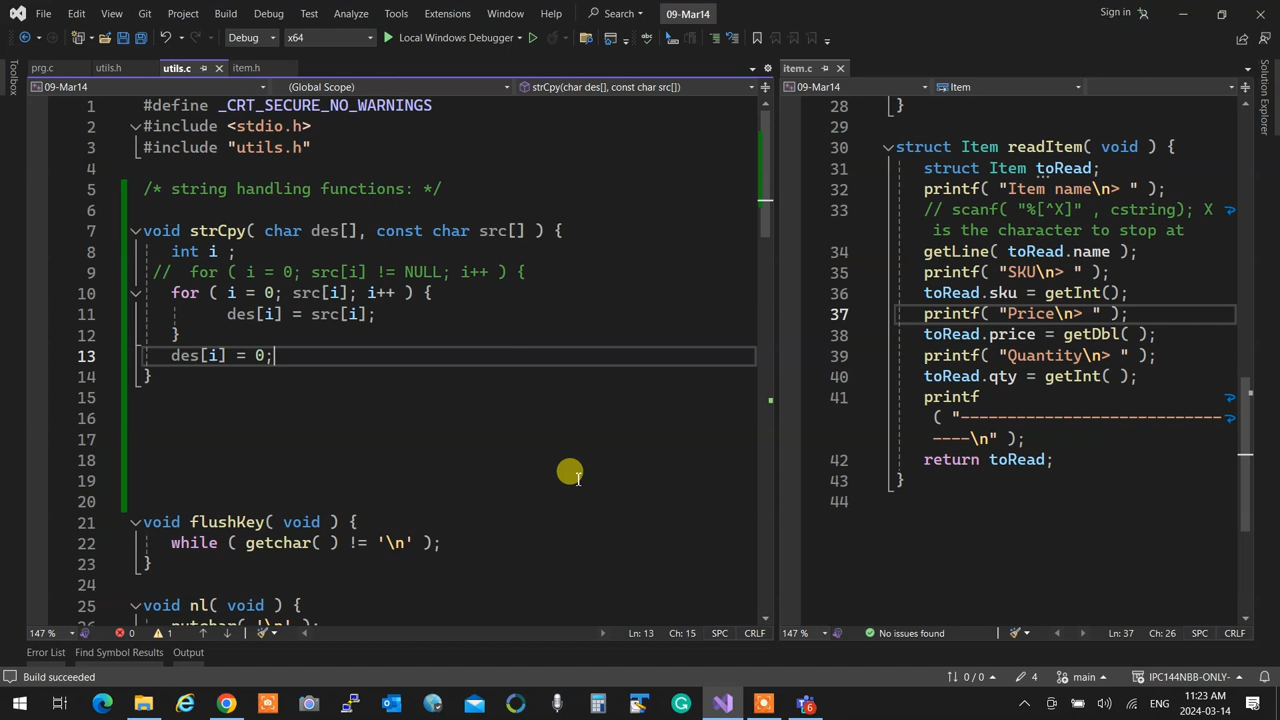 File Edit View Git Project Build Debug Test Analyze Tools Extensions Window Help Search 09-Mar14 Sign in
Debug x64 Local Windows Debugger
prg.c utils.h utils.c item.h item.c
09-Mar14 (Global Scope) strCpy(char des[], const char src[]) 09-Mar14 Item
Toolbox
Solution Explorer
1 #define _CRT_SECURE_NO_WARNINGS
2 #include <stdio.h>
3 #include "utils.h"
4
5 /* string handling functions: */
6
7 void strCpy( char des[], const char src[] ) {
8 int i ;
9 // for ( i = 0; src[i] != NULL; i++ ) {
10 for ( i = 0; src[i]; i++ ) {
11 des[i] = src[i];
12 }
13 des[i] = 0;
14 }
15
16
17
18
19
20
21 void flushKey( void ) {
22 while ( getchar( ) != '\n' );
23 }
24
25 void nl( void ) {
26 putchar( '\n' );
28 }
29
30 struct Item readItem( void ) {
31 struct Item toRead;
32 printf( "Item name\n> " );
33 // scanf( "%[^X]" , cstring); X
is the character to stop at
34 getLine( toRead.name );
35 printf( "SKU\n> " );
36 toRead.sku = getInt();
37 printf( "Price\n> " );
38 toRead.price = getDbl( );
39 printf( "Quantity\n> " );
40 toRead.qty = getInt( );
41 printf
( "----------------------------
----\n" );
42 return toRead;
43 }
44
147 % 0 1 Ln: 13 Ch: 15 SPC CRLF 147 % No issues found Ln: 37 Ch: 26 SPC CRLF
Error List Find Symbol Results Output
Build succeeded 0 / 0 4 main IPC144NBB-ONLY-
6 ENG 11:23 AM
2024-03-14